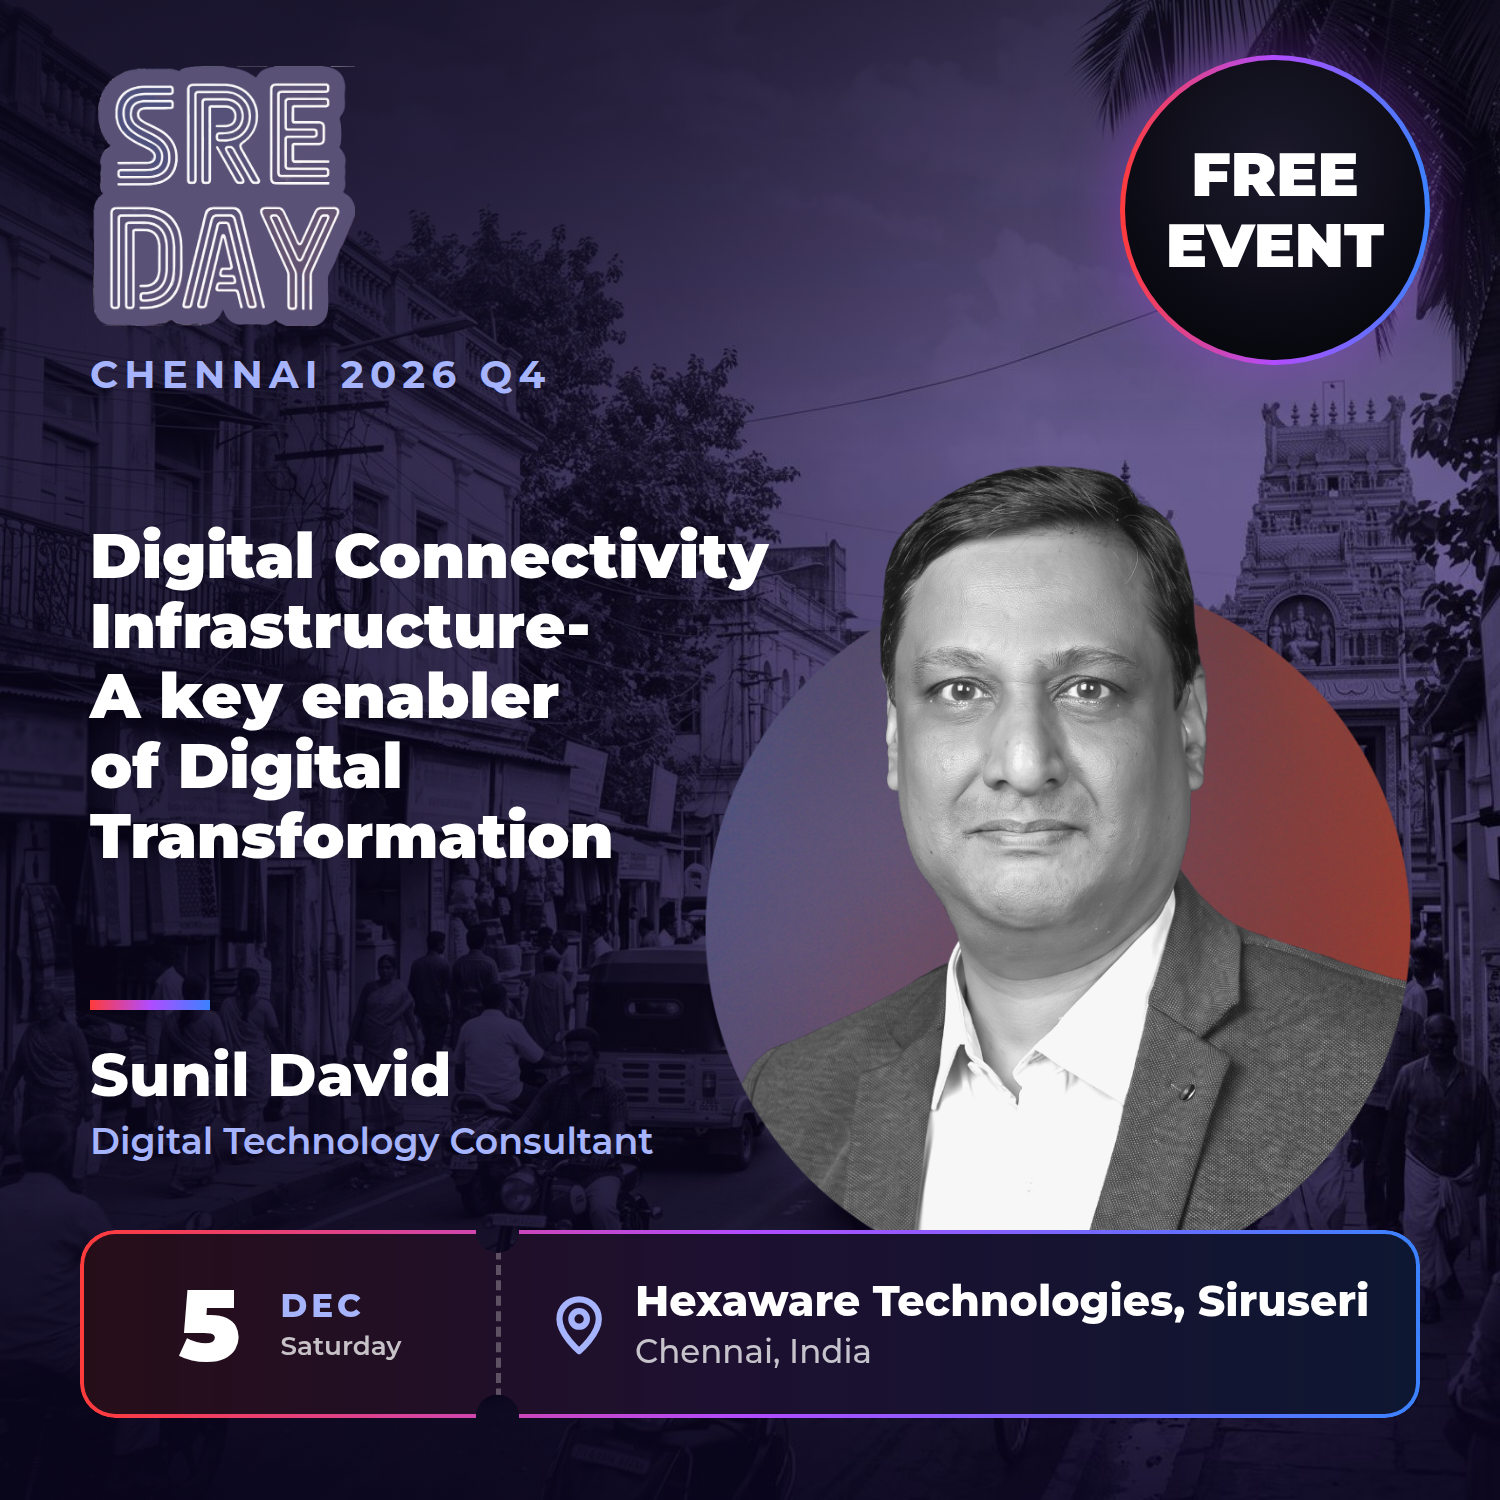 SRE
DAY
CHENNAI 2026 Q4
FREE
EVENT
Digital Connectivity
Infrastructure-
A key enabler
of Digital
Transformation
Sunil David
Digital Technology Consultant
5
DEC
Saturday
Hexaware Technologies, Siruseri
Chennai, India